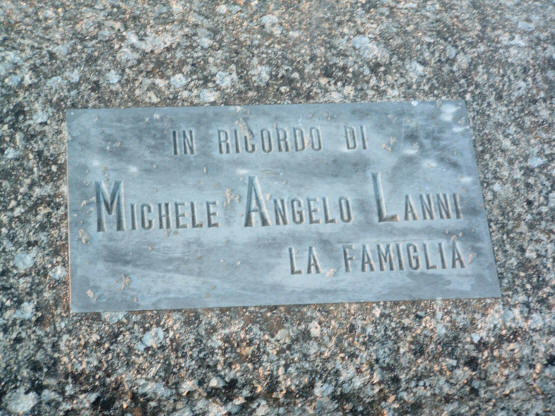 IN RICORDO DI
MICHELE ANGELO LANNI
LA FAMIGLIA